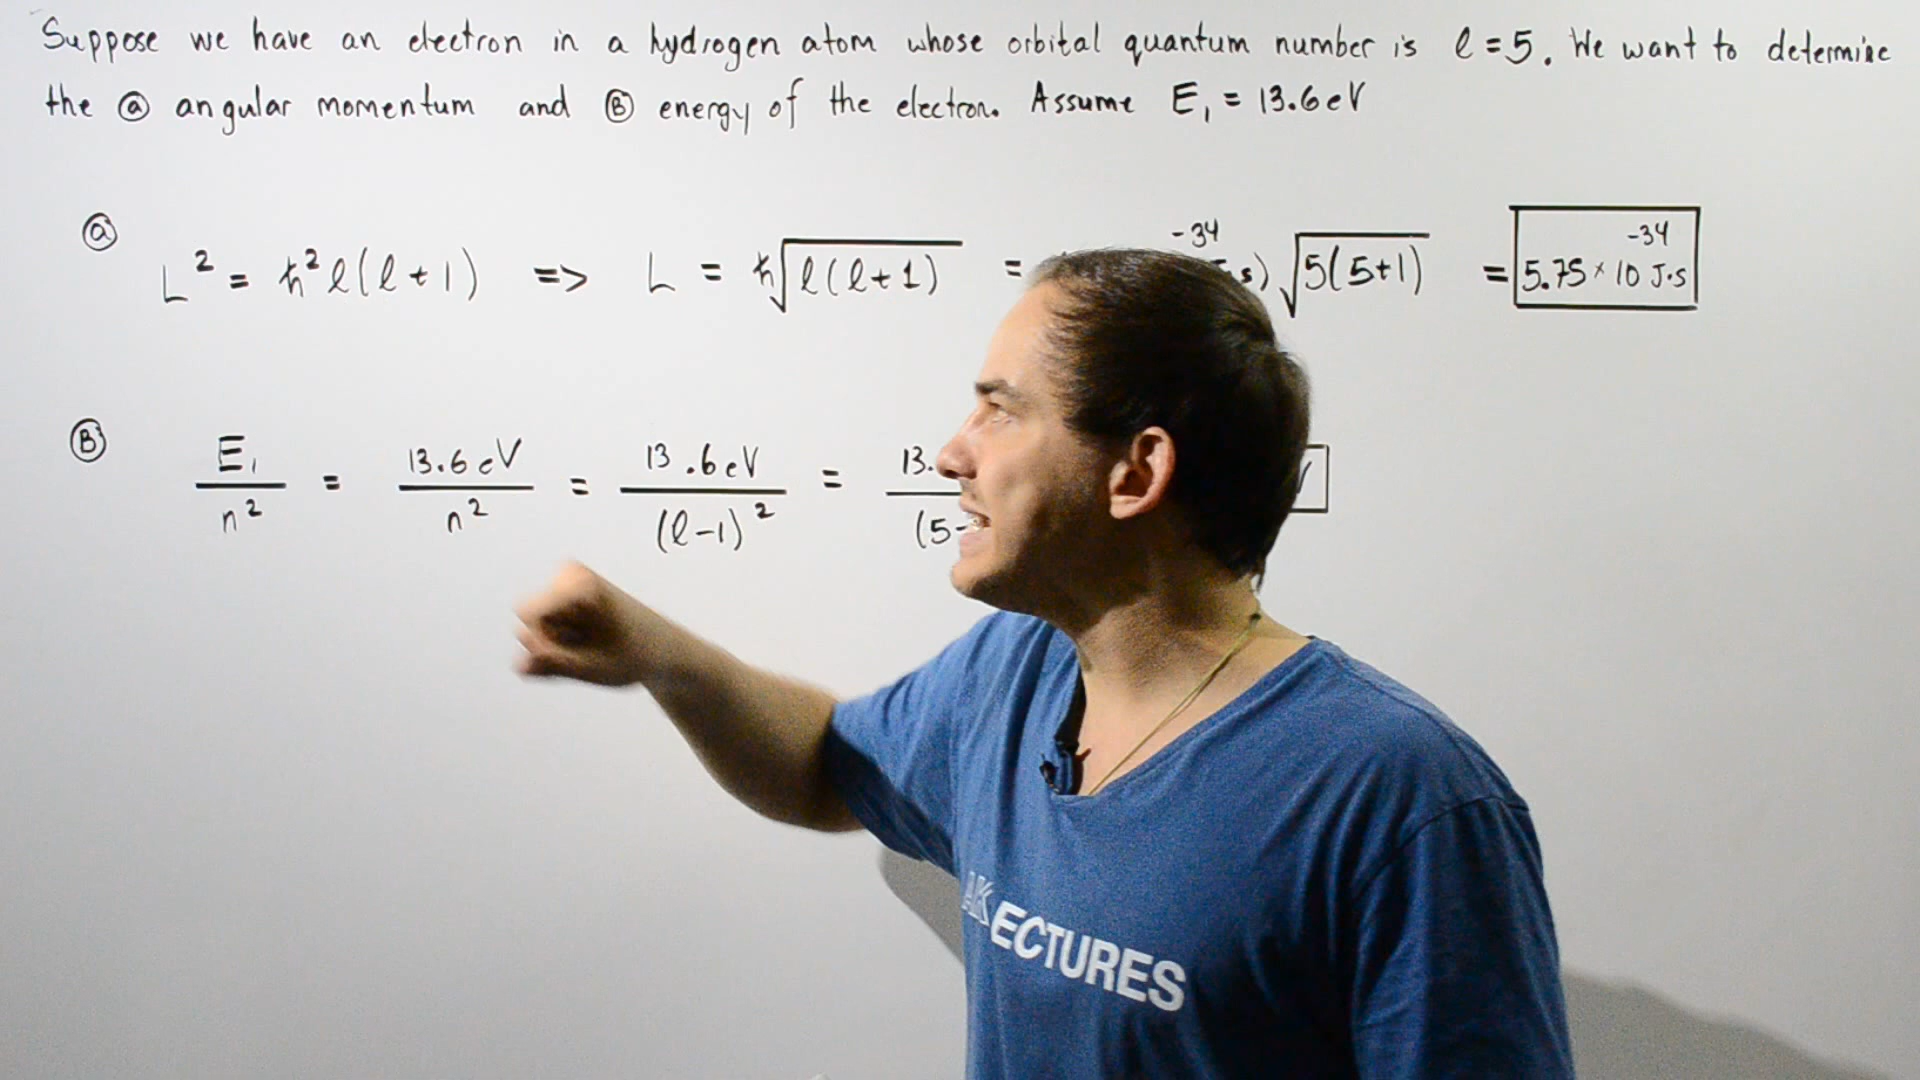 Suppose we have an electron in a hydrogen atom whose orbital quantum number is ℓ = 5. We want to determine
the ⓐ angular momentum and Ⓑ energy of the electron. Assume E₁ = 13.6 eV
ⓐ L² = ħ² ℓ(ℓ+1) => L = ħ√ℓ(ℓ+1) = ⁻³⁴ s) √5(5+1) = 5.75 × 10⁻³⁴ J·s
Ⓑ E₁/n² = 13.6 eV/n² = 13.6 eV/(ℓ-1)² = 13./(5-
ECTURES